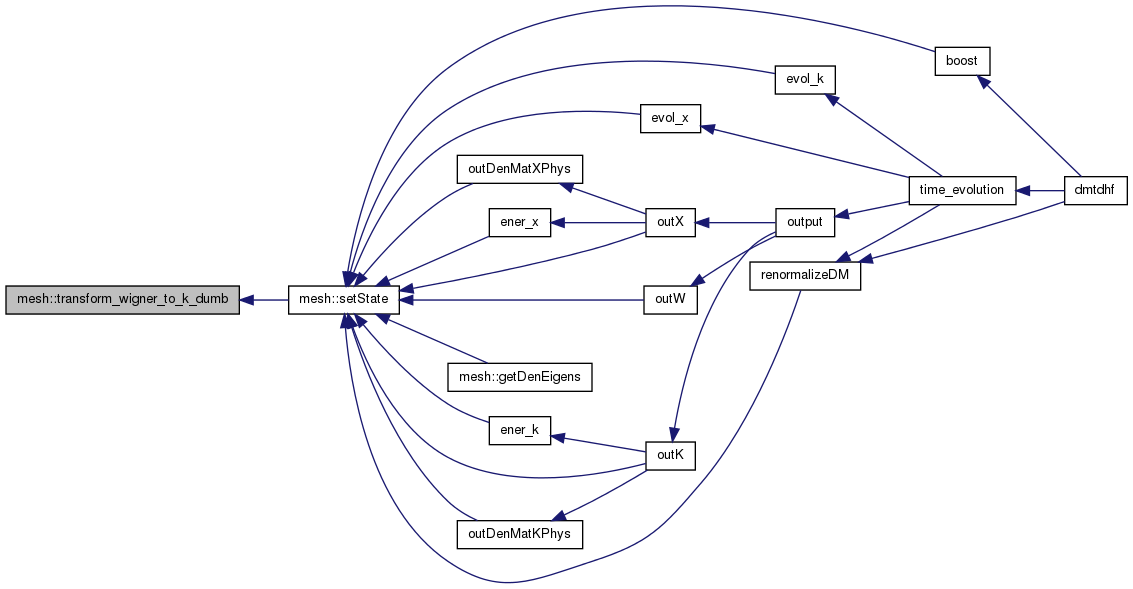 boost
evol_k
evol_x
outDenMatXPhys
time_evolution
dmtdhf
ener_x
outX
output
renormalizeDM
mesh::transform_wigner_to_k_dumb
mesh::setState
outW
mesh::getDenEigens
ener_k
outK
outDenMatKPhys